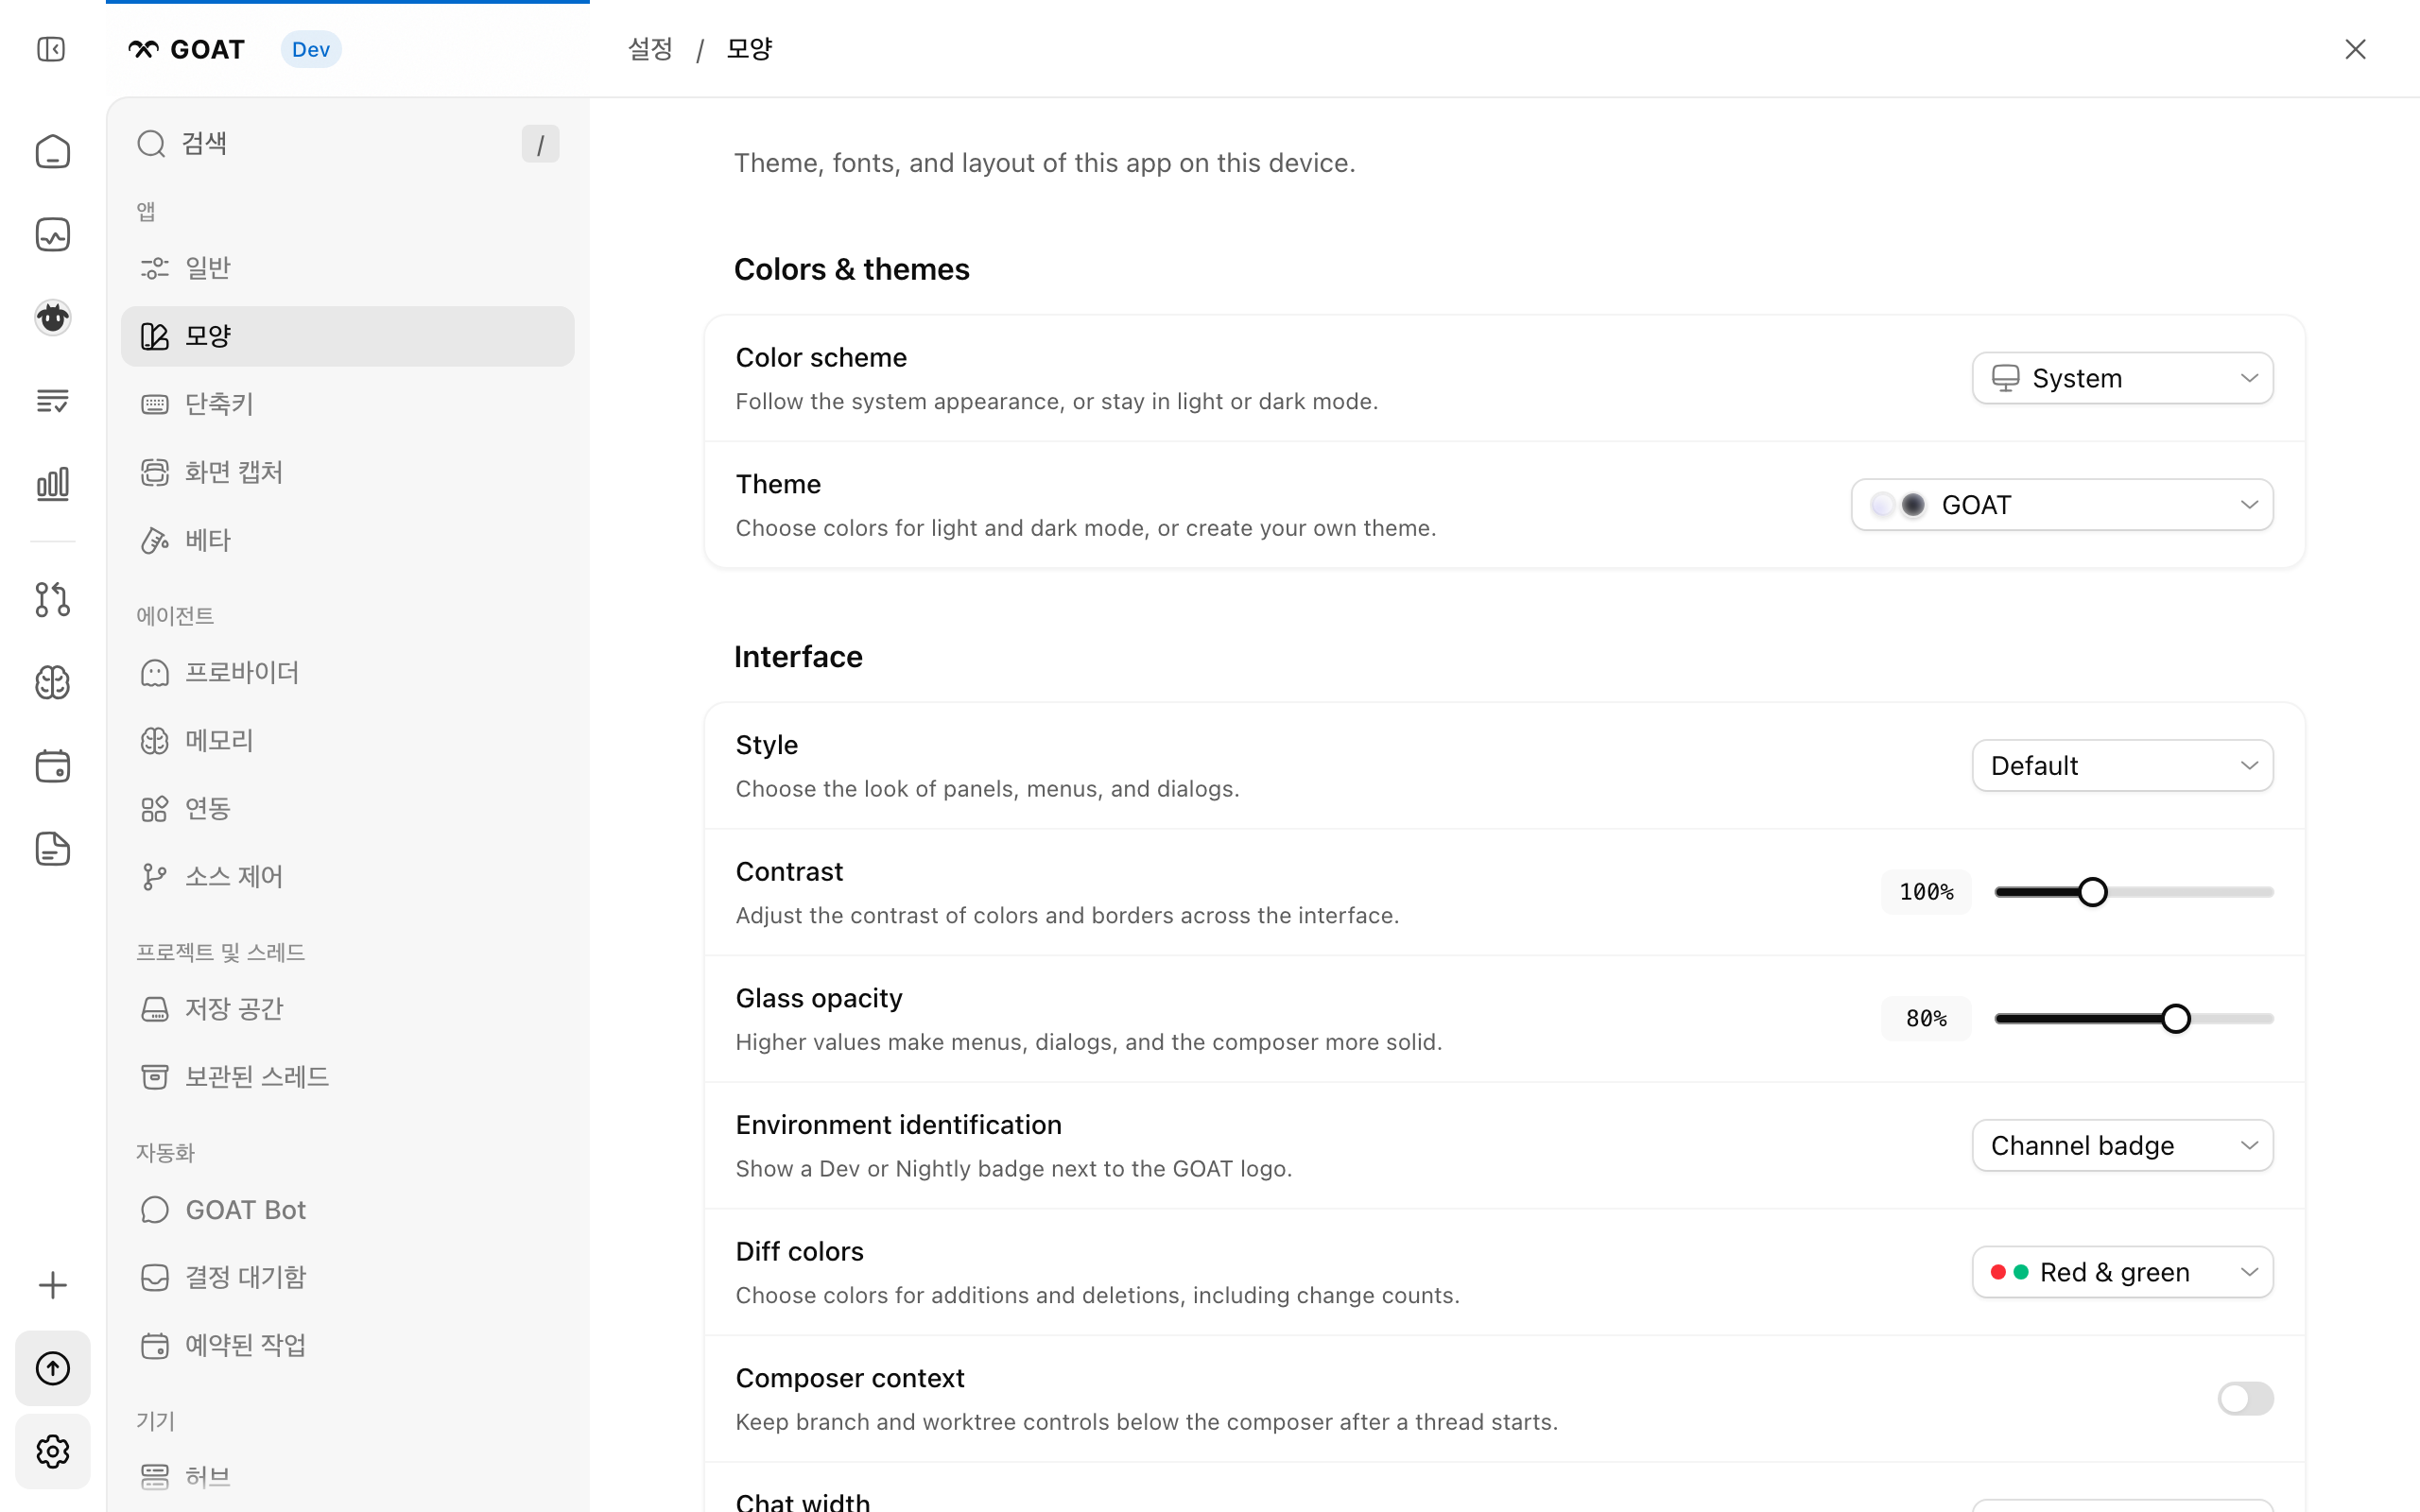 GOAT Dev
설정 / 모양
검색 /
앱
일반
모양
단축키
화면 캡처
베타
에이전트
프로바이더
메모리
연동
소스 제어
프로젝트 및 스레드
저장 공간
보관된 스레드
자동화
GOAT Bot
결정 대기함
예약된 작업
기기
허브
Theme, fonts, and layout of this app on this device.
Colors & themes
Color scheme
Follow the system appearance, or stay in light or dark mode.
System
Theme
Choose colors for light and dark mode, or create your own theme.
GOAT
Interface
Style
Choose the look of panels, menus, and dialogs.
Default
Contrast
Adjust the contrast of colors and borders across the interface.
100%
Glass opacity
Higher values make menus, dialogs, and the composer more solid.
80%
Environment identification
Show a Dev or Nightly badge next to the GOAT logo.
Channel badge
Diff colors
Choose colors for additions and deletions, including change counts.
Red & green
Composer context
Keep branch and worktree controls below the composer after a thread starts.
Chat width